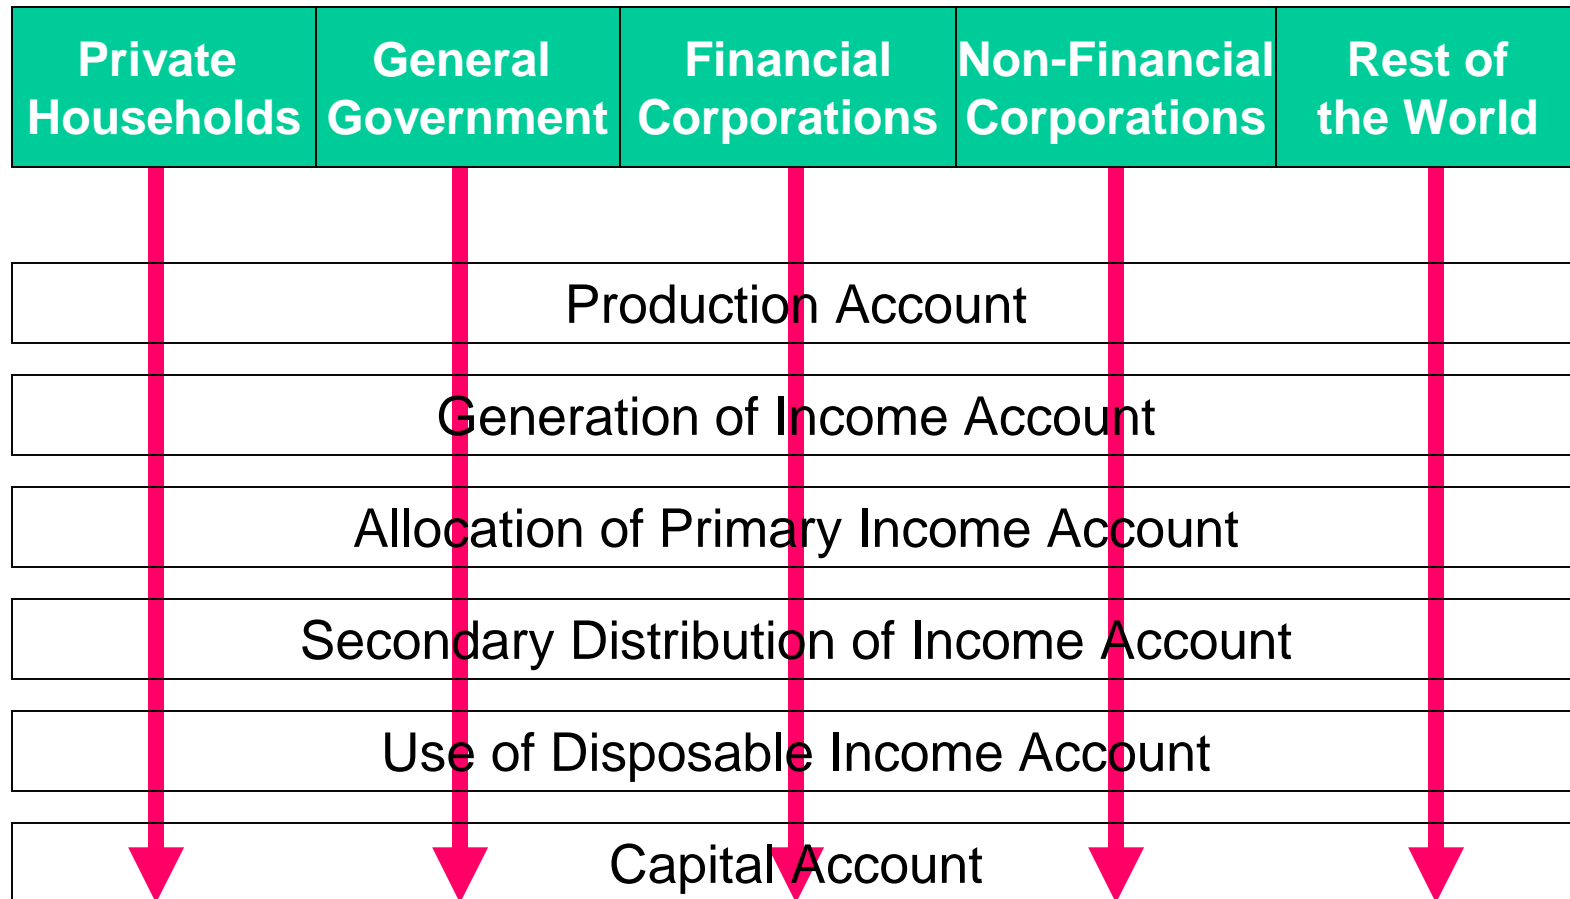 Private Households
General Government
Financial Corporations
Non-Financial Corporations
Rest of the World
Production Account
Generation of Income Account
Allocation of Primary Income Account
Secondary Distribution of Income Account
Use of Disposable Income Account
Capital Account